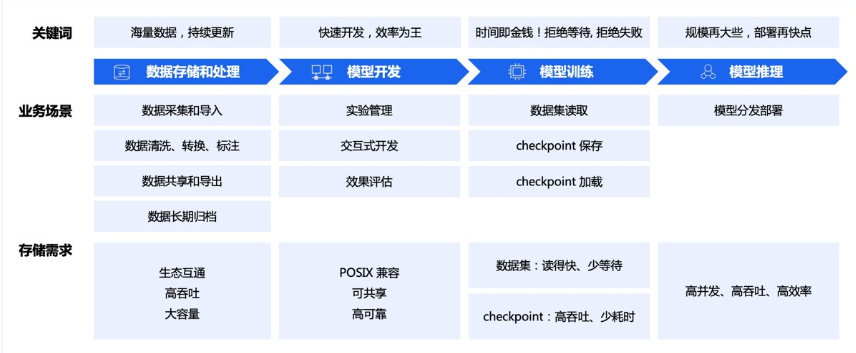 关键词
海量数据，持续更新
快速开发，效率为王
时间即金钱！拒绝等待, 拒绝失败
规模再大些，部署再快点
数据存储和处理
模型开发
模型训练
模型推理
业务场景
数据采集和导入
实验管理
数据集读取
模型分发部署
数据清洗、转换、标注
交互式开发
checkpoint 保存
数据共享和导出
效果评估
checkpoint 加载
数据长期归档
存储需求
生态互通
高吞吐
大容量
POSIX 兼容
可共享
高可靠
数据集：读得快、少等待
checkpoint：高吞吐、少耗时
高并发、高吞吐、高效率